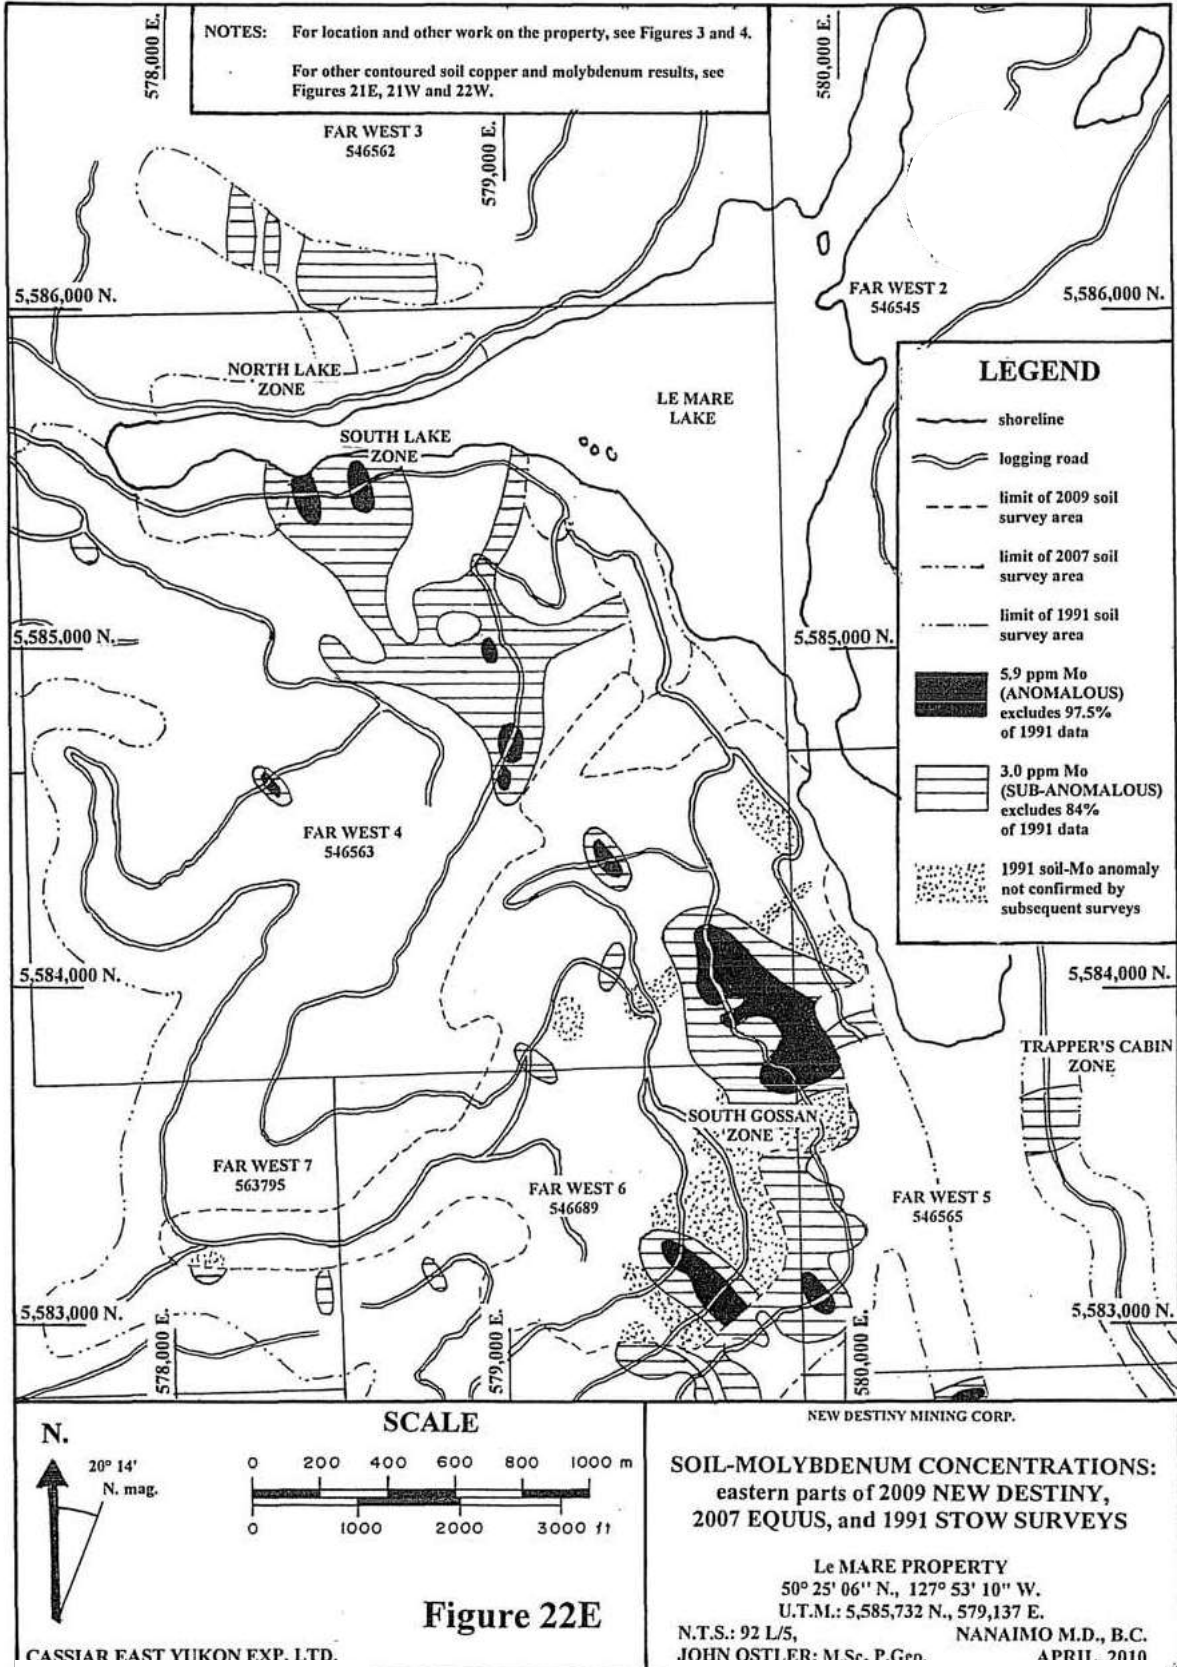 NOTES: For location and other work on the property, see Figures 3 and 4.
For other contoured soil copper and molybdenum results, see
Figures 21E, 21W and 22W.
578,000 E.
579,000 E.
580,000 E.
FAR WEST 3
546562
5,586,000 N.
FAR WEST 2
546545
5,586,000 N.
NORTH LAKE
ZONE
LE MARE
LAKE
SOUTH LAKE
ZONE
LEGEND
shoreline
logging road
limit of 2009 soil
survey area
limit of 2007 soil
survey area
limit of 1991 soil
survey area
5.9 ppm Mo
(ANOMALOUS)
excludes 97.5%
of 1991 data
3.0 ppm Mo
(SUB-ANOMALOUS)
excludes 84%
of 1991 data
1991 soil-Mo anomaly
not confirmed by
subsequent surveys
5,585,000 N.
5,585,000 N.
FAR WEST 4
546563
5,584,000 N.
5,584,000 N.
TRAPPER'S CABIN
ZONE
SOUTH GOSSAN
ZONE
FAR WEST 7
563795
FAR WEST 6
546689
FAR WEST 5
546565
5,583,000 N.
5,583,000 N.
578,000 E.
579,000 E.
580,000 E.
N.
20° 14'
N. mag.
SCALE
0 200 400 600 800 1000 m
0 1000 2000 3000 ft
Figure 22E
CASSIAR EAST YUKON EXP. LTD.
NEW DESTINY MINING CORP.
SOIL-MOLYBDENUM CONCENTRATIONS:
eastern parts of 2009 NEW DESTINY,
2007 EQUUS, and 1991 STOW SURVEYS
Le MARE PROPERTY
50° 25' 06" N., 127° 53' 10" W.
U.T.M.: 5,585,732 N., 579,137 E.
N.T.S.: 92 L/5, NANAIMO M.D., B.C.
JOHN OSTLER: M.Sc., P.Geo. APRIL, 2010